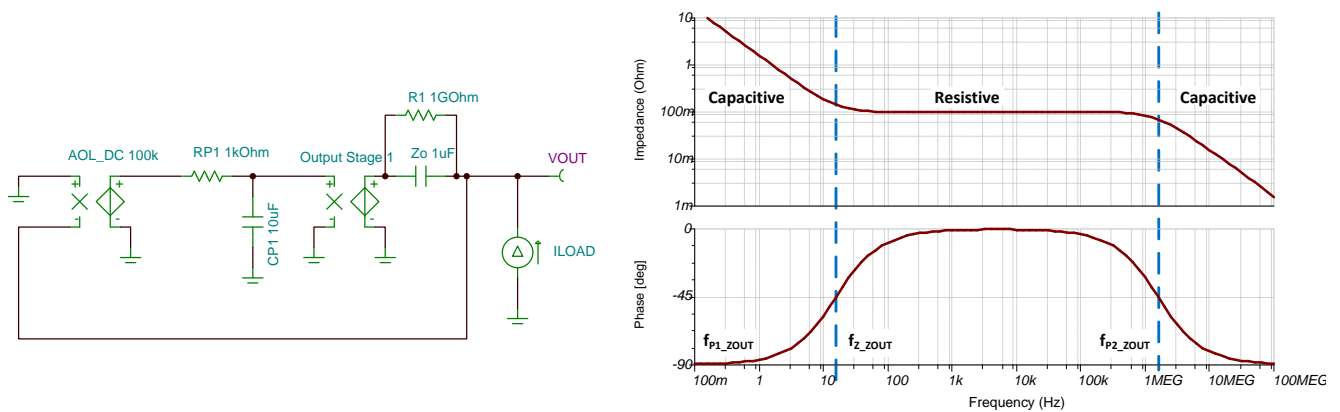 R1 1GOhm
AOL_DC 100k
RP1 1kOhm
Output Stage 1
Zo 1uF
VOUT
+
-
+
-
CP1 10uF
+
-
+
-
ILOAD
Impedance (Ohm)
10
1
100m
10m
1m
Capacitive
Resistive
Capacitive
Phase [deg]
0
-45
-90
fP1_ZOUT
fZ_ZOUT
fP2_ZOUT
100m
1
10
100
1k
10k
100k
1MEG
10MEG
100MEG
Frequency (Hz)